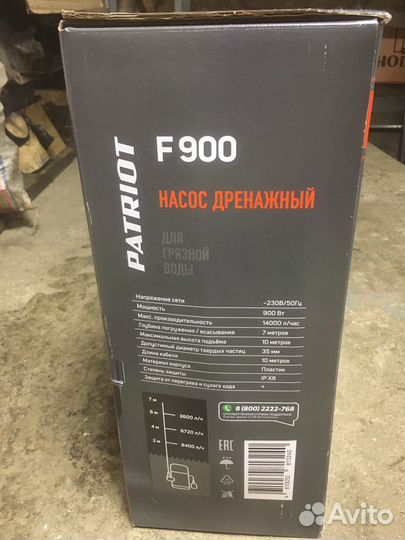 PATRIOT
F 900
НАСОС ДРЕНАЖНЫЙ
ДЛЯ
ГРЯЗНОЙ
ВОДЫ
Напряжение сети ~230В/50Гц
Мощность 900 Вт
Макс. производительность 14000 л/час
Глубина погружения / всасывания 7 метров
Максимальная высота подъёма 10 метров
Допустимый диаметр твердых частиц 35 мм
Длина кабеля 10 метров
Материал корпуса Пластик
Степень защиты IP X8
Защита от перегрева и сухого хода +
8 (800) 2222-768
7 м
6 м 3600 л/ч
4 м 6720 л/ч
2 м 8400 л/ч
EAC
Avito